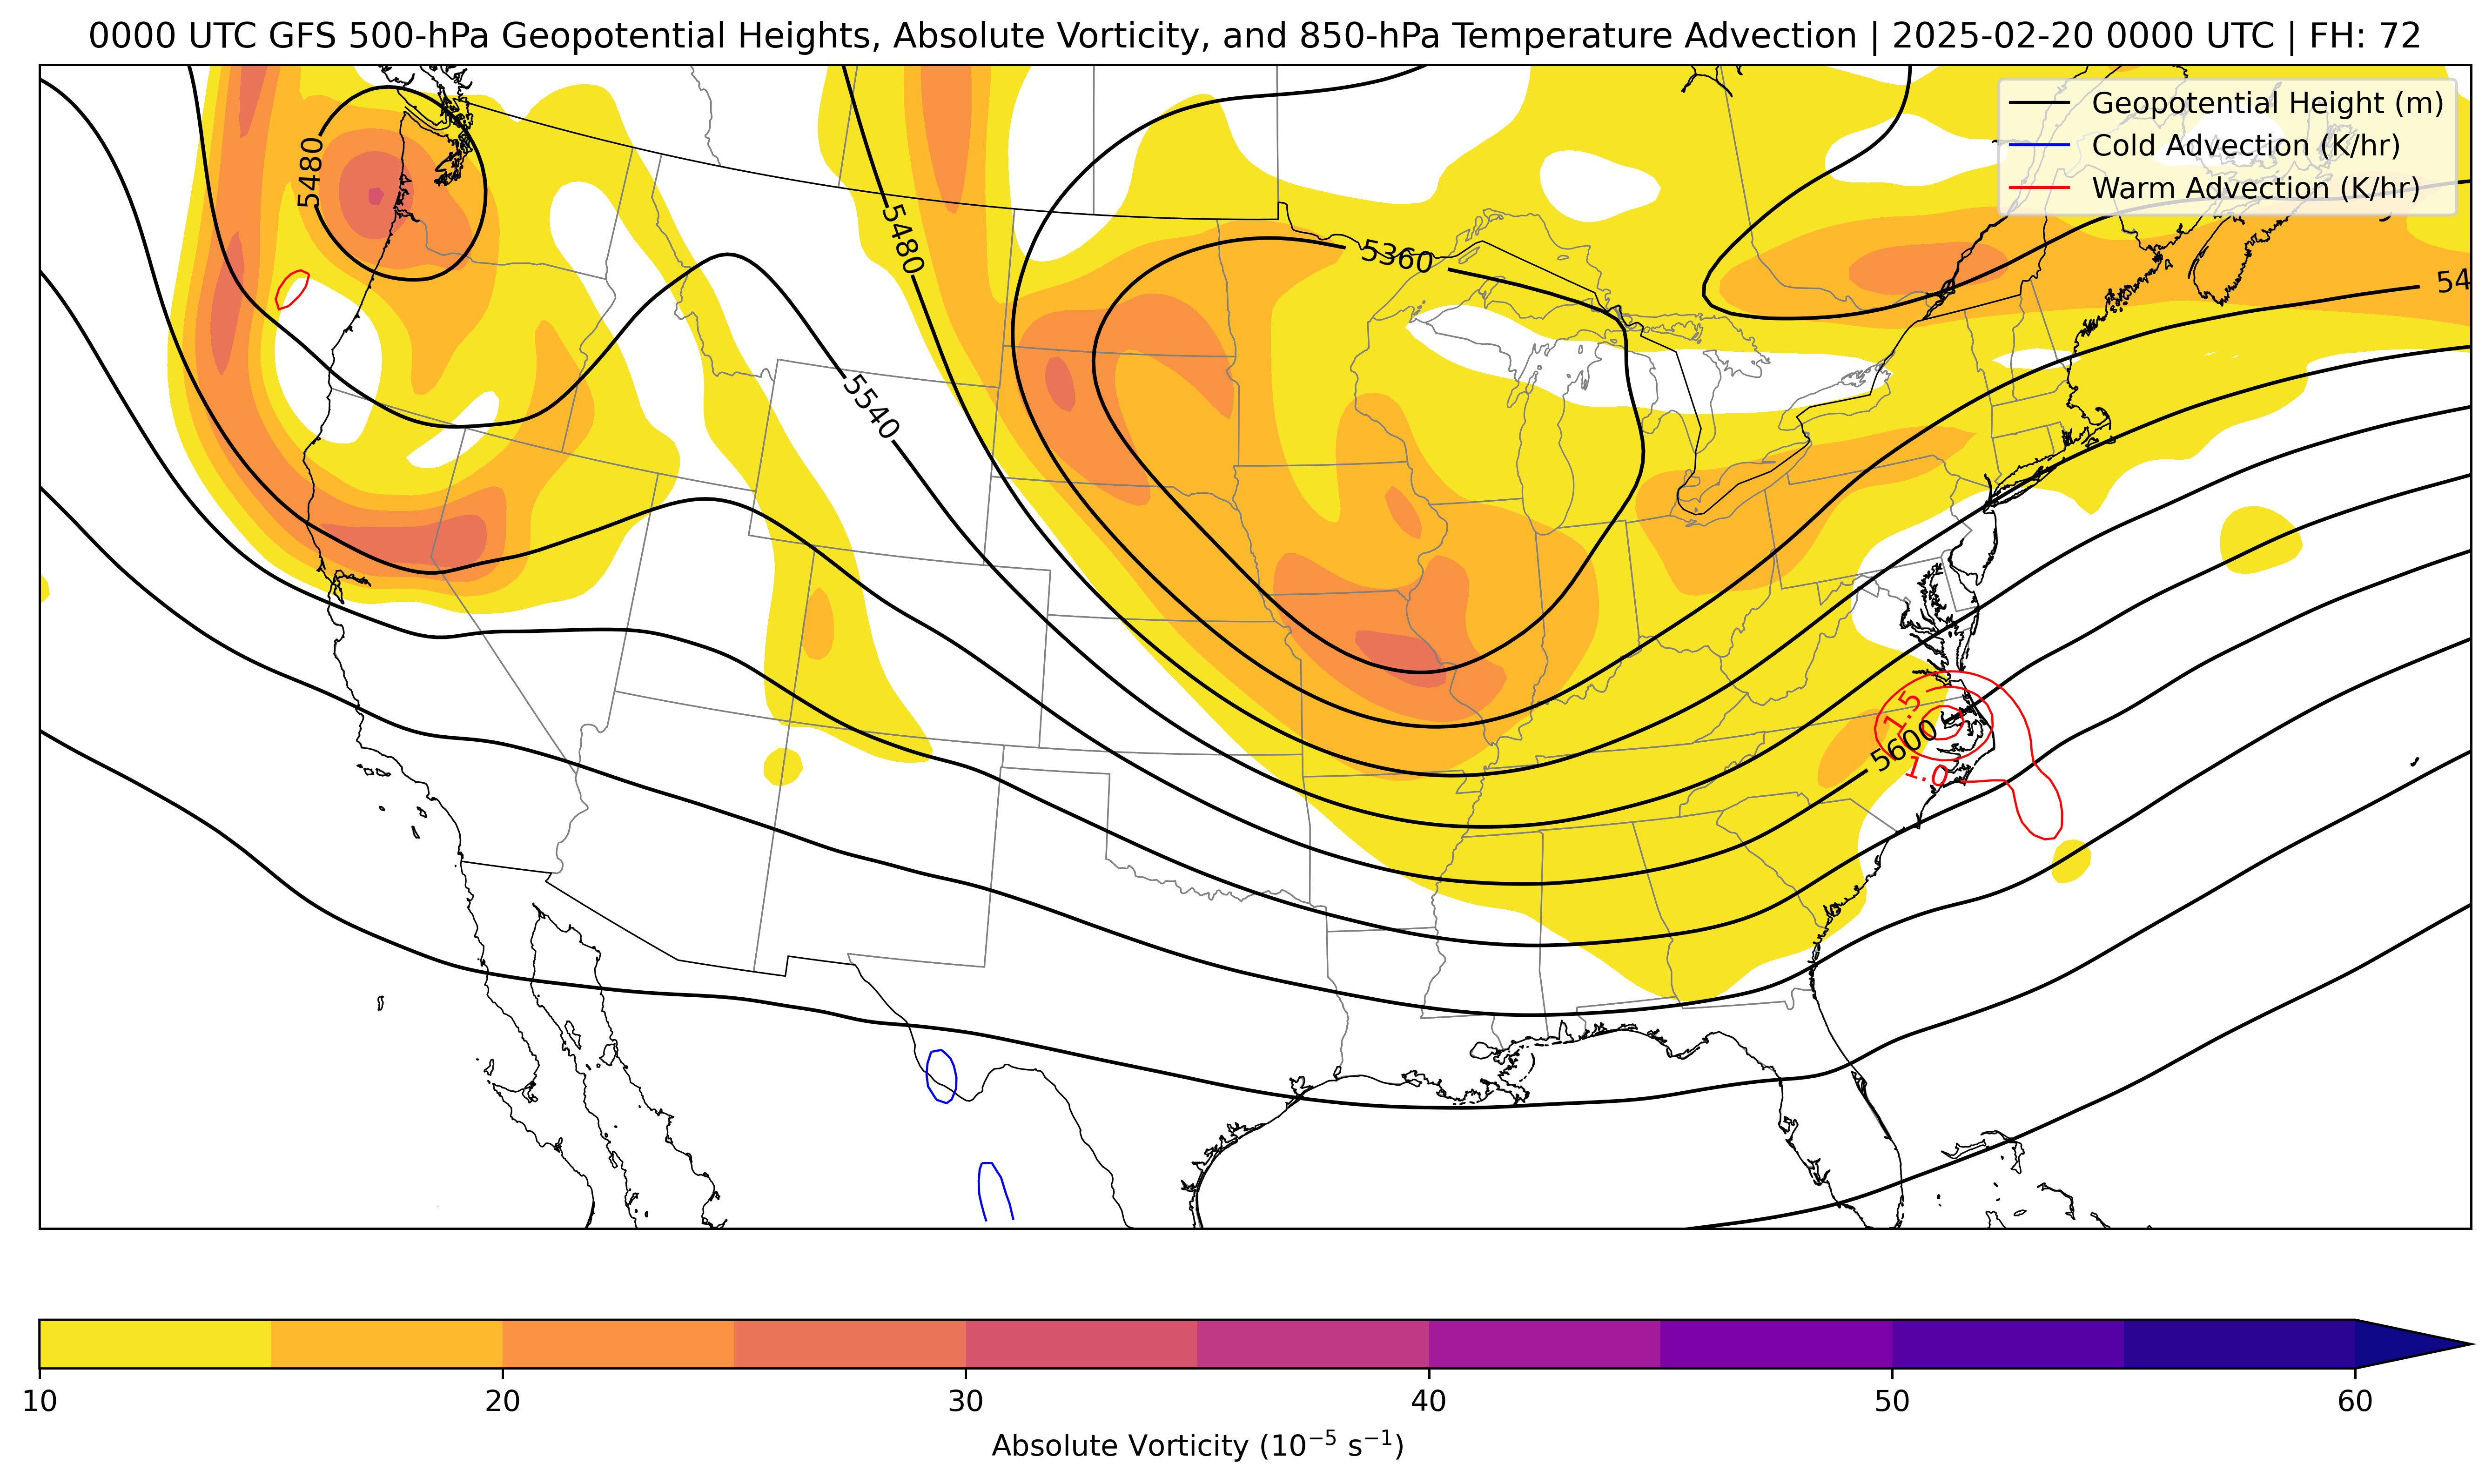 0000 UTC GFS 500-hPa Geopotential Heights, Absolute Vorticity, and 850-hPa Temperature Advection | 2025-02-20 0000 UTC | FH: 72
Geopotential Height (m)
Cold Advection (K/hr)
Warm Advection (K/hr)
5480
5480
5360
54
5540
1.5
5600
1.0
10 20 30 40 50 60
Absolute Vorticity (10⁻⁵ s⁻¹)